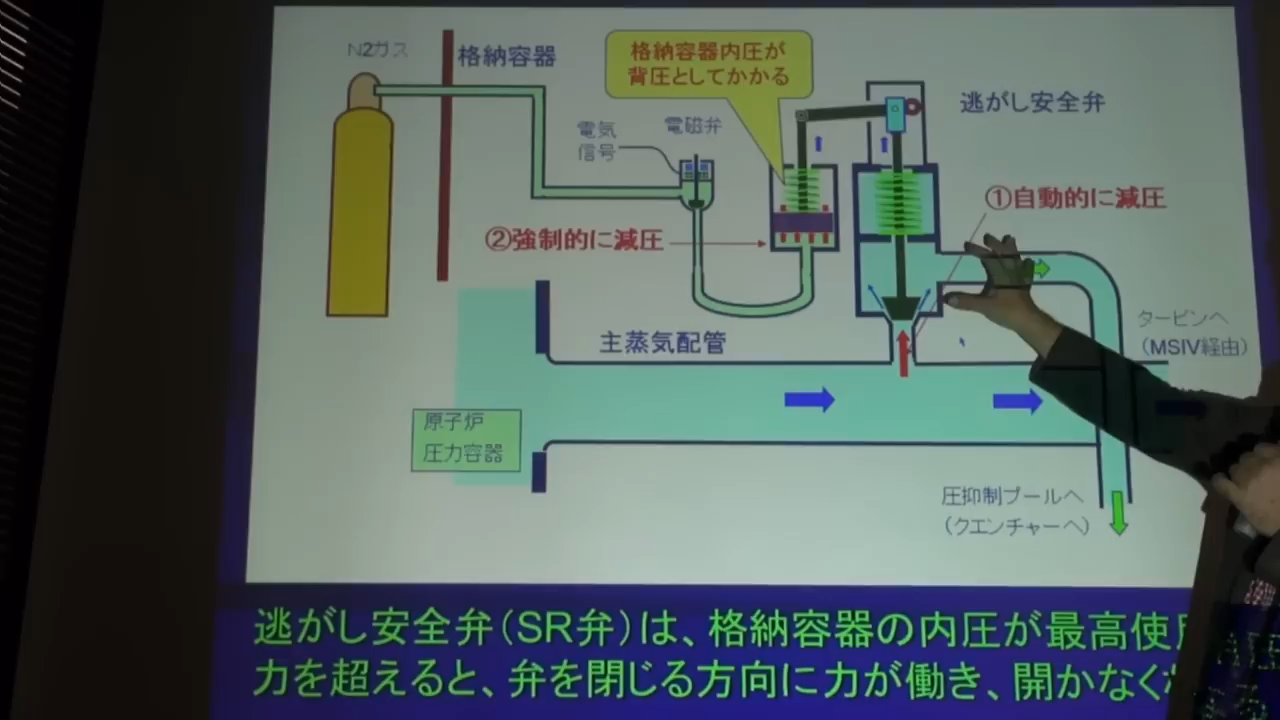 N2ガス
格納容器
格納容器内圧が
背圧としてかかる
逃がし安全弁
電気
信号
電磁弁
①自動的に減圧
②強制的に減圧
主蒸気配管
タービンへ
（MSIV経由）
原子炉
圧力容器
圧抑制プールへ
（クエンチャーへ）
逃がし安全弁（SR弁）は、格納容器の内圧が最高使
力を超えると、弁を閉じる方向に力が働き、開かなく